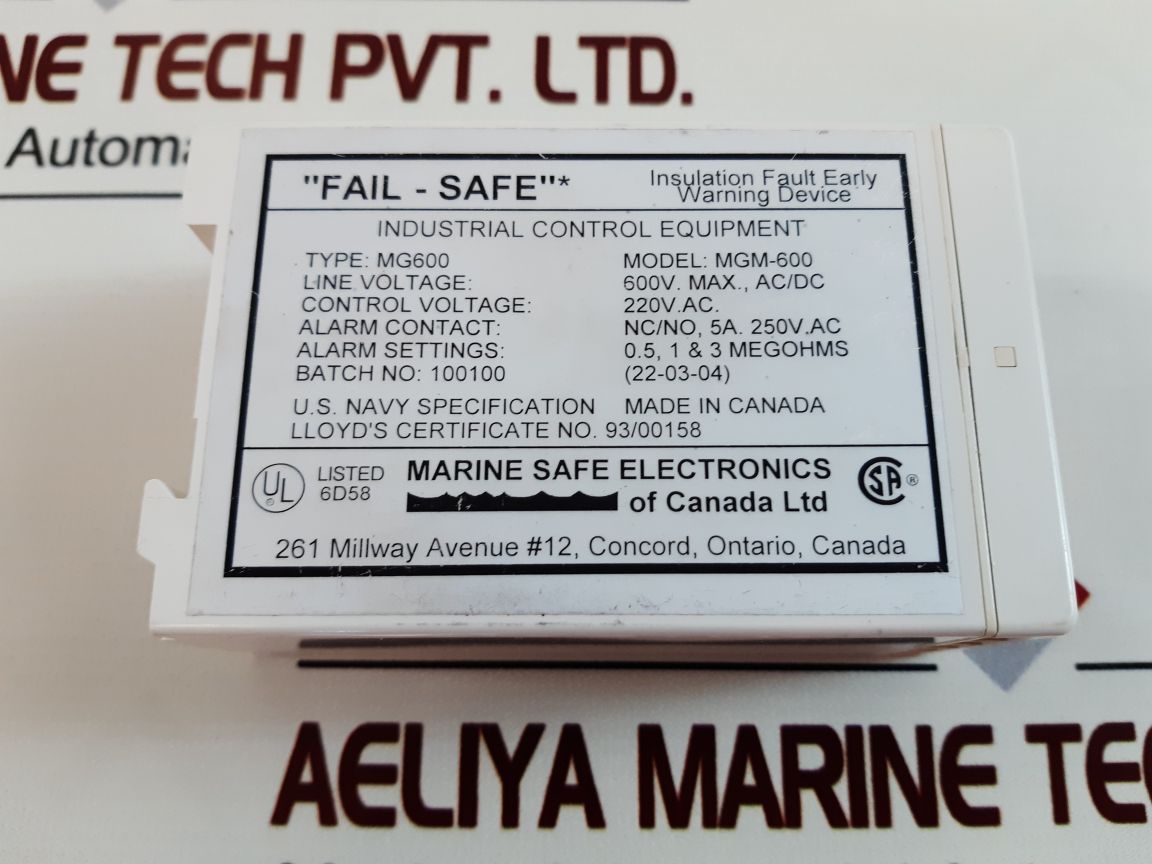 NE TECH PVT. LTD.
Autom
"FAIL - SAFE"* Insulation Fault Early
Warning Device
INDUSTRIAL CONTROL EQUIPMENT
TYPE: MG600 MODEL: MGM-600
LINE VOLTAGE: 600V. MAX., AC/DC
CONTROL VOLTAGE: 220V.AC.
ALARM CONTACT: NC/NO, 5A. 250V.AC
ALARM SETTINGS: 0.5, 1 & 3 MEGOHMS
BATCH NO: 100100 (22-03-04)
U.S. NAVY SPECIFICATION MADE IN CANADA
LLOYD'S CERTIFICATE NO. 93/00158
UL © LISTED
6D58
MARINE SAFE ELECTRONICS
of Canada Ltd
SA ®
261 Millway Avenue #12, Concord, Ontario, Canada
AELIYA MARINE TEC